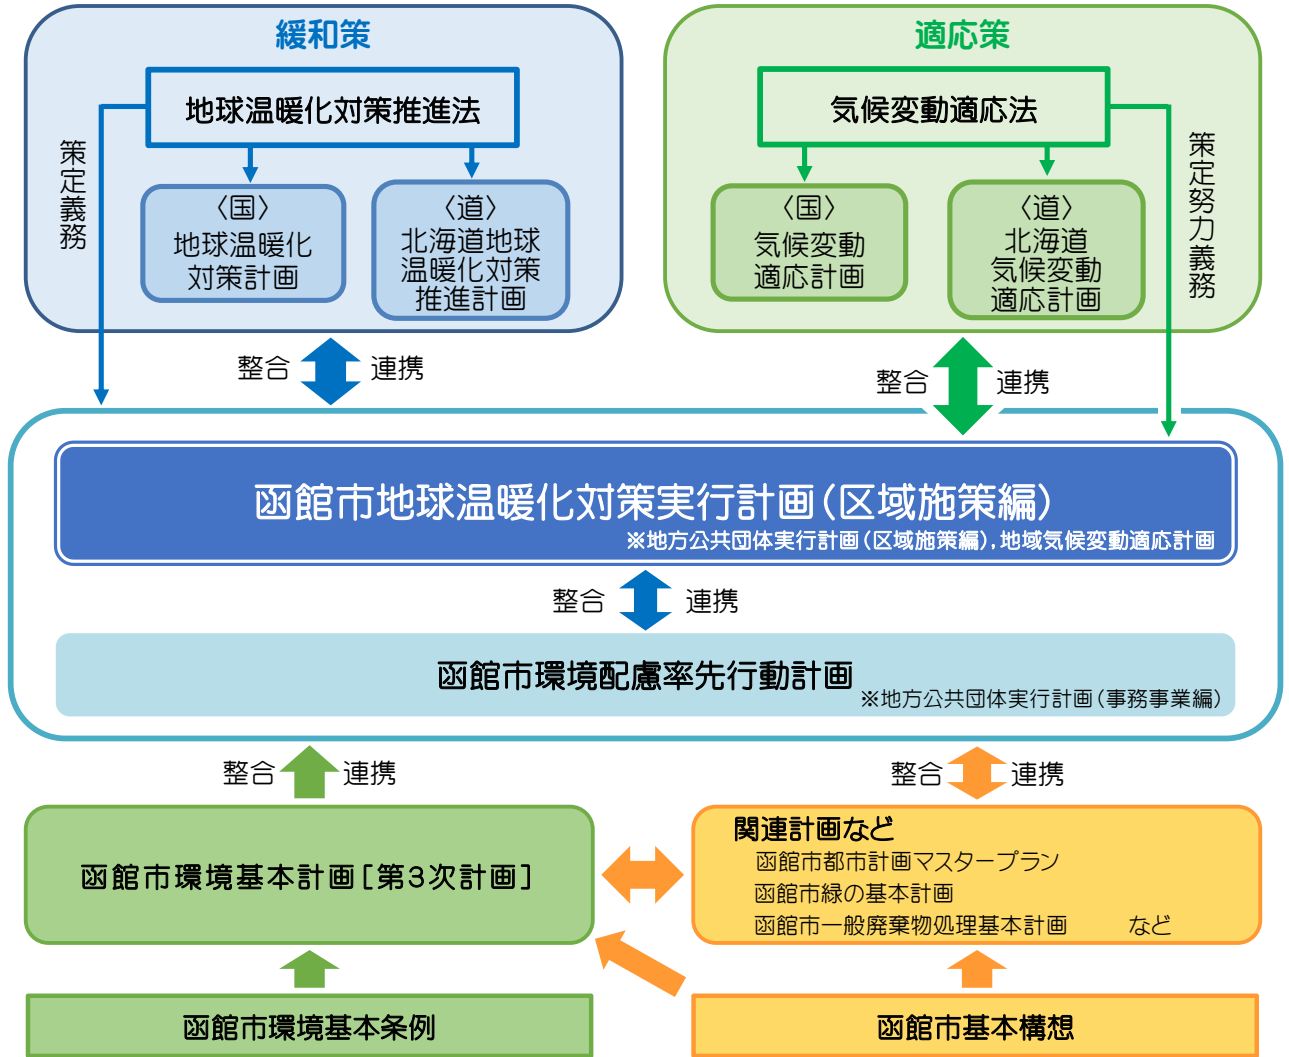 緩和策
地球温暖化対策推進法
策定義務
〈国〉
地球温暖化
対策計画
〈道〉
北海道地球
温暖化対策
推進計画
適応策
気候変動適応法
策定努力義務
〈国〉
気候変動
適応計画
〈道〉
北海道
気候変動
適応計画
整合 連携
整合 連携
函館市地球温暖化対策実行計画(区域施策編)
※地方公共団体実行計画(区域施策編),地域気候変動適応計画
整合 連携
函館市環境配慮率先行動計画
※地方公共団体実行計画(事務事業編)
整合 連携
整合 連携
函館市環境基本計画[第3次計画]
関連計画など
函館市都市計画マスタープラン
函館市緑の基本計画
函館市一般廃棄物処理基本計画 など
函館市環境基本条例
函館市基本構想